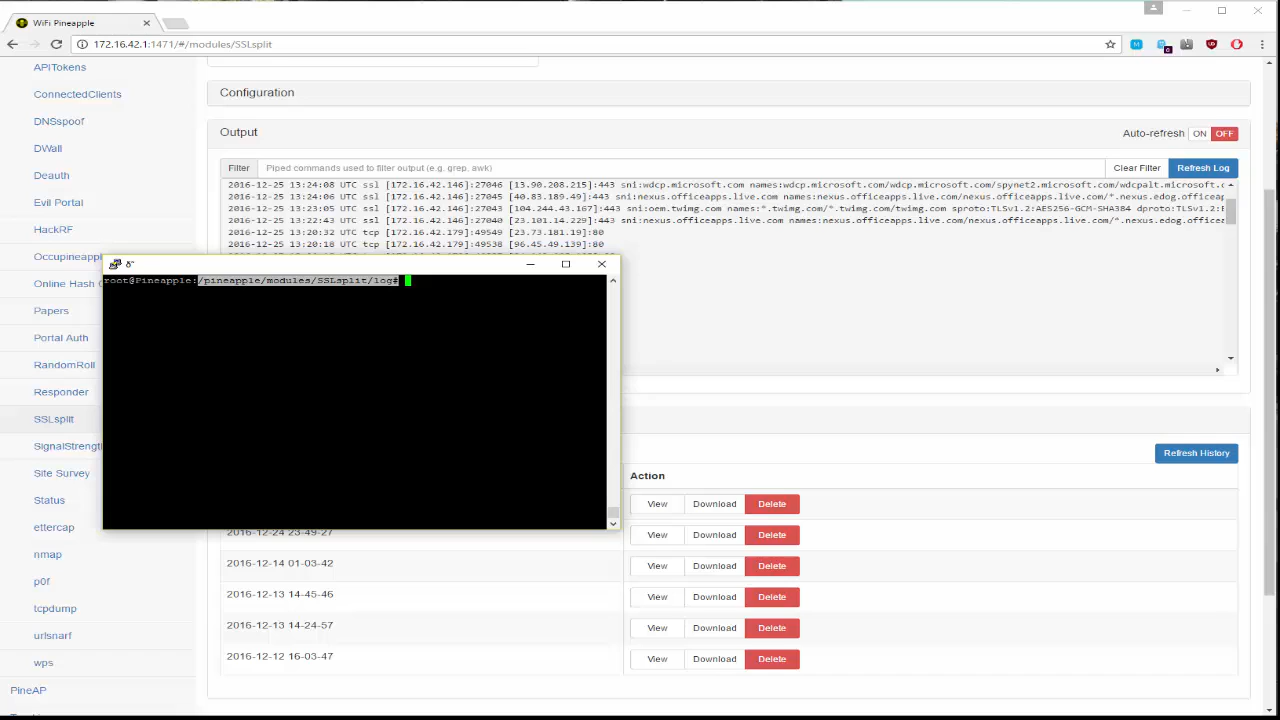 WiFi Pineapple
172.16.42.1:1471/#/modules/SSLsplit
APITokens
ConnectedClients
DNSspoof
DWall
Deauth
Evil Portal
HackRF
Occupineapp
Online Hash
Papers
Portal Auth
RandomRoll
Responder
SSLsplit
SignalStrength
Site Survey
Status
ettercap
nmap
p0f
tcpdump
urlsnarf
wps
PineAP
Configuration
Output
Auto-refresh ON OFF
Filter Piped commands used to filter output (e.g. grep, awk) Clear Filter Refresh Log
2016-12-25 13:24:08 UTC ssl [172.16.42.146]:27046 [13.90.208.215]:443 sni:wdcp.microsoft.com names:wdcp.microsoft.com/wdcp.microsoft.com/spynet2.microsoft.com/wdcpalt.microsoft.c
2016-12-25 13:24:06 UTC ssl [172.16.42.146]:27045 [40.83.189.49]:443 sni:nexus.officeapps.live.com names:nexus.officeapps.live.com/nexus.officeapps.live.com/*.nexus.edog.officeap
2016-12-25 13:23:05 UTC ssl [172.16.42.146]:27042 [104.244.43.167]:443 sni:oem.twimg.com names:*.twimg.com/*.twimg.com/twimg.com sproto:TLSv1.2:AES256-GCM-SHA384 dproto:TLSv1.2:E
2016-12-25 13:22:41 UTC ssl [172.16.42.146]:27040 [23.101.14.229]:443 sni:nexus.officeapps.live.com names:nexus.officeapps.live.com/nexus.officeapps.live.com/*.nexus.edog.officeap
2016-12-25 13:20:32 UTC tcp [172.16.42.179]:49549 [23.73.181.19]:80
2016-12-25 13:20:18 UTC tcp [172.16.42.179]:49538 [96.45.49.139]:80
root@Pineapple:/pineapple/modules/SSLsplit/log#
Refresh History
Action
View Download Delete
2016-12-24 23-49-27 View Download Delete
2016-12-14 01-03-42 View Download Delete
2016-12-13 14-45-46 View Download Delete
2016-12-13 14-24-57 View Download Delete
2016-12-12 16-03-47 View Download Delete